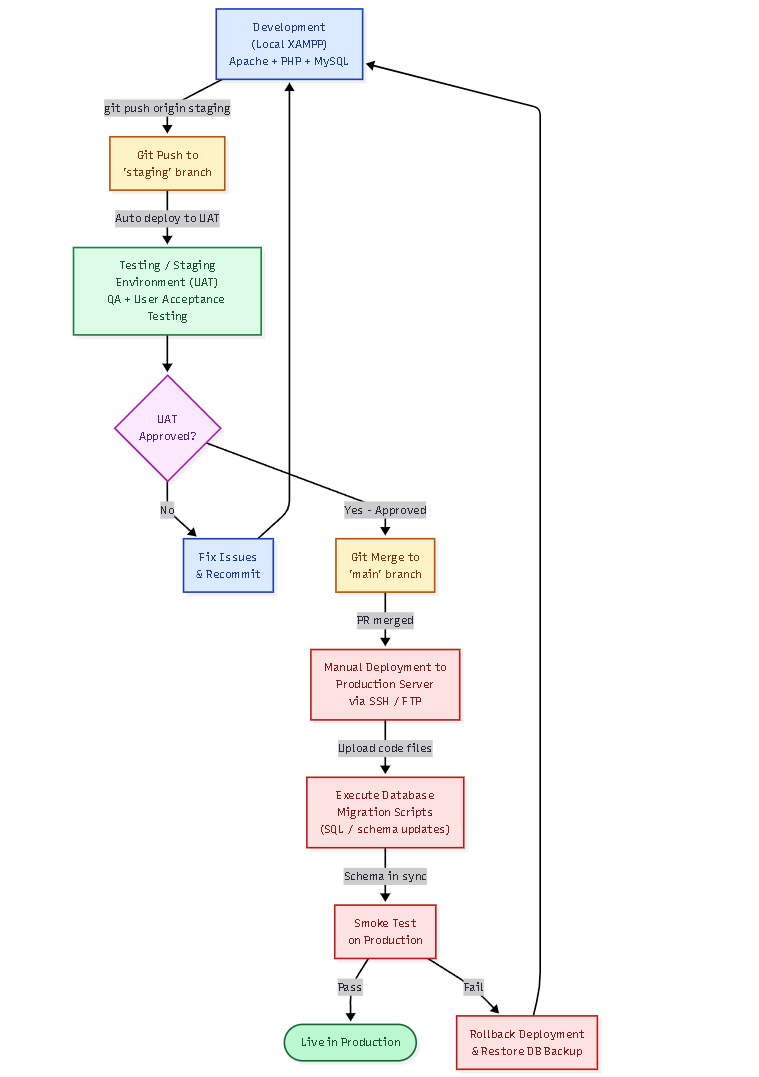 Development
(Local XAMPP)
Apache + PHP + MySQL
git push origin staging
Git Push to
'staging' branch
Auto deploy to UAT
Testing / Staging
Environment (UAT)
QA + User Acceptance
Testing
UAT
Approved?
No
Yes - Approved
Fix Issues
& Recommit
Git Merge to
'main' branch
PR merged
Manual Deployment to
Production Server
via SSH / FTP
Upload code files
Execute Database
Migration Scripts
(SQL / schema updates)
Schema in sync
Smoke Test
on Production
Pass
Fail
Live in Production
Rollback Deployment
& Restore DB Backup